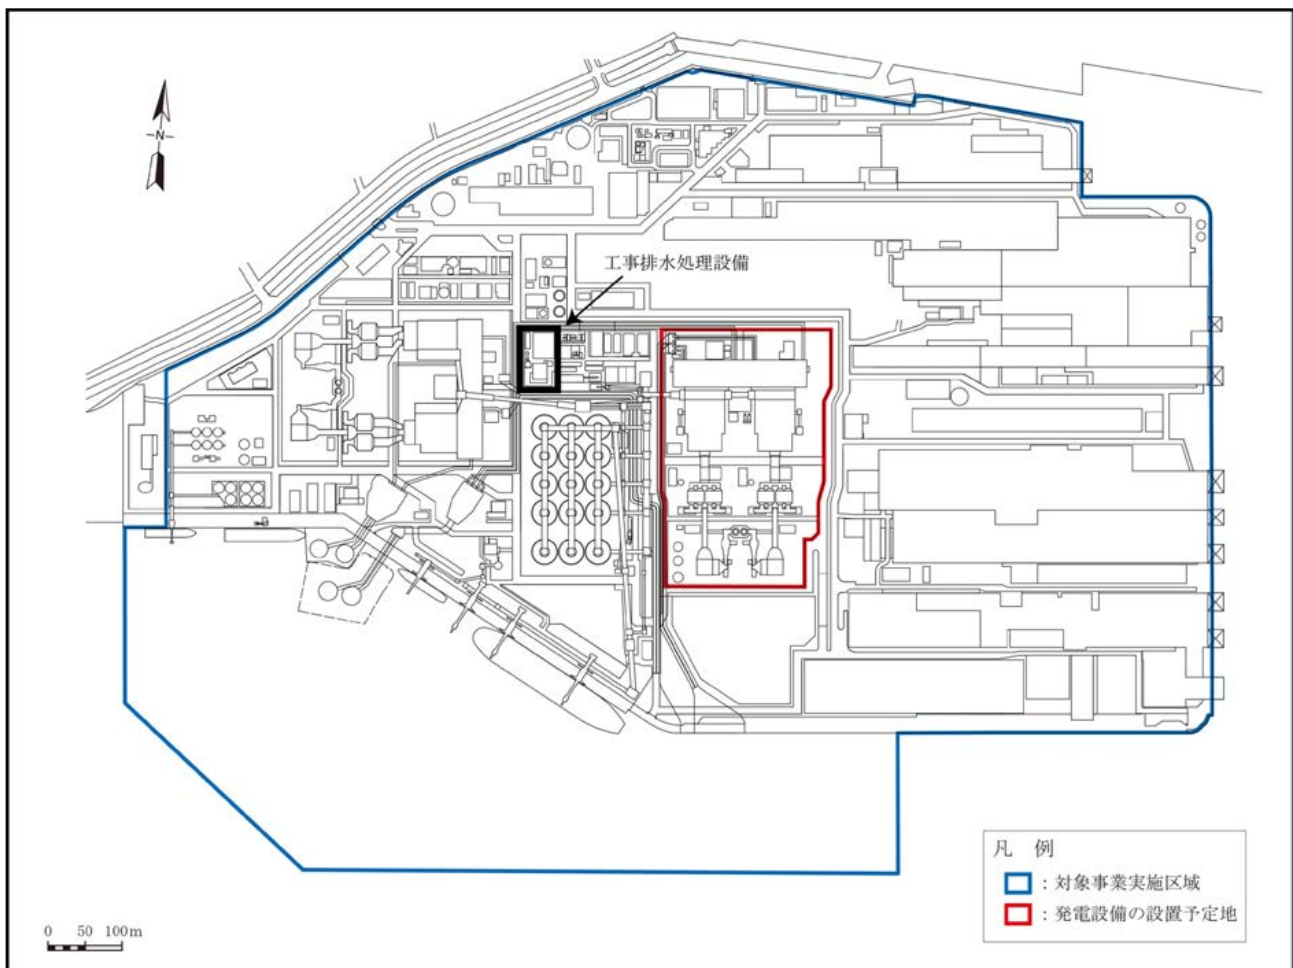 N
工事排水処理設備
凡 例
：対象事業実施区域
：発電設備の設置予定地
0 50 100m